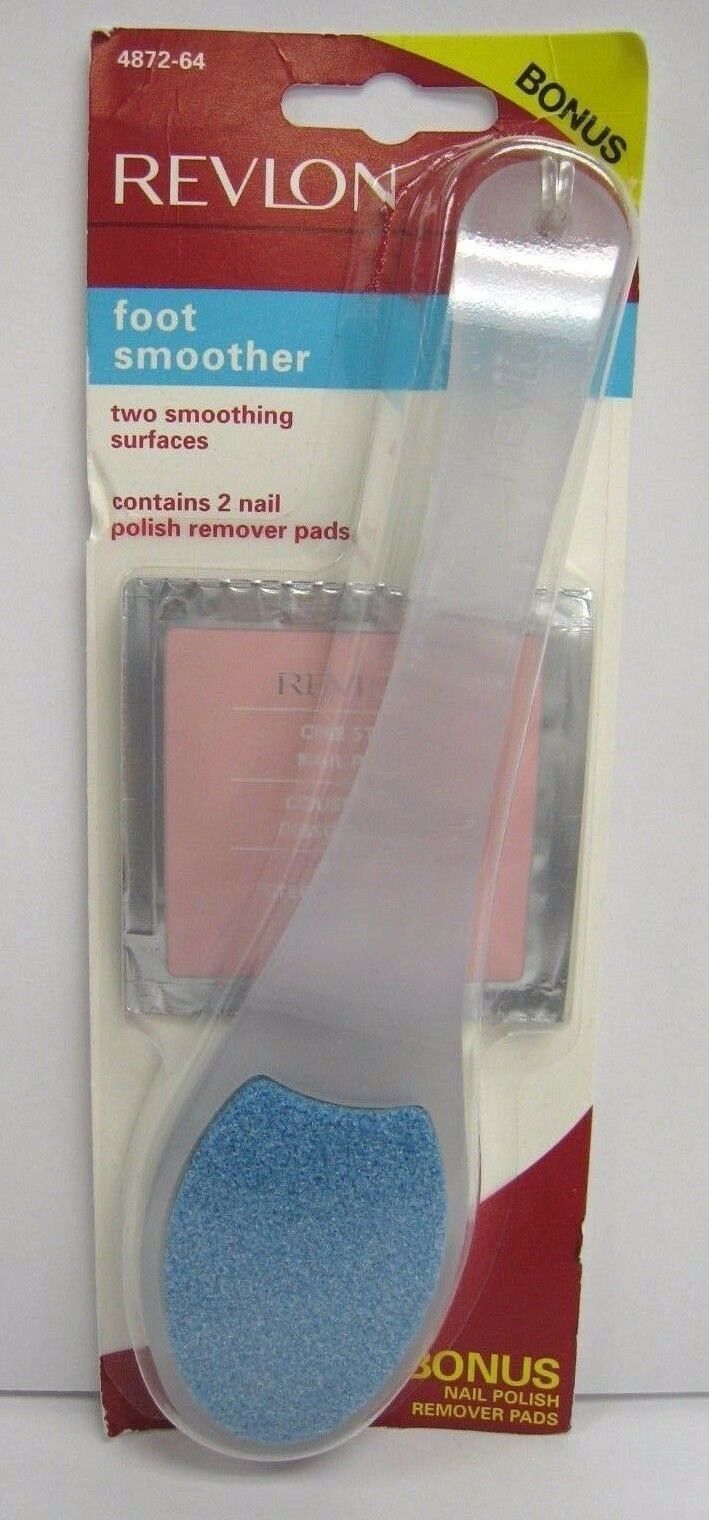 4872-64
BONUS
REVLON
foot
smoother
two smoothing
surfaces
contains 2 nail
polish remover pads
REVL
BONUS
NAIL POLISH
REMOVER PADS